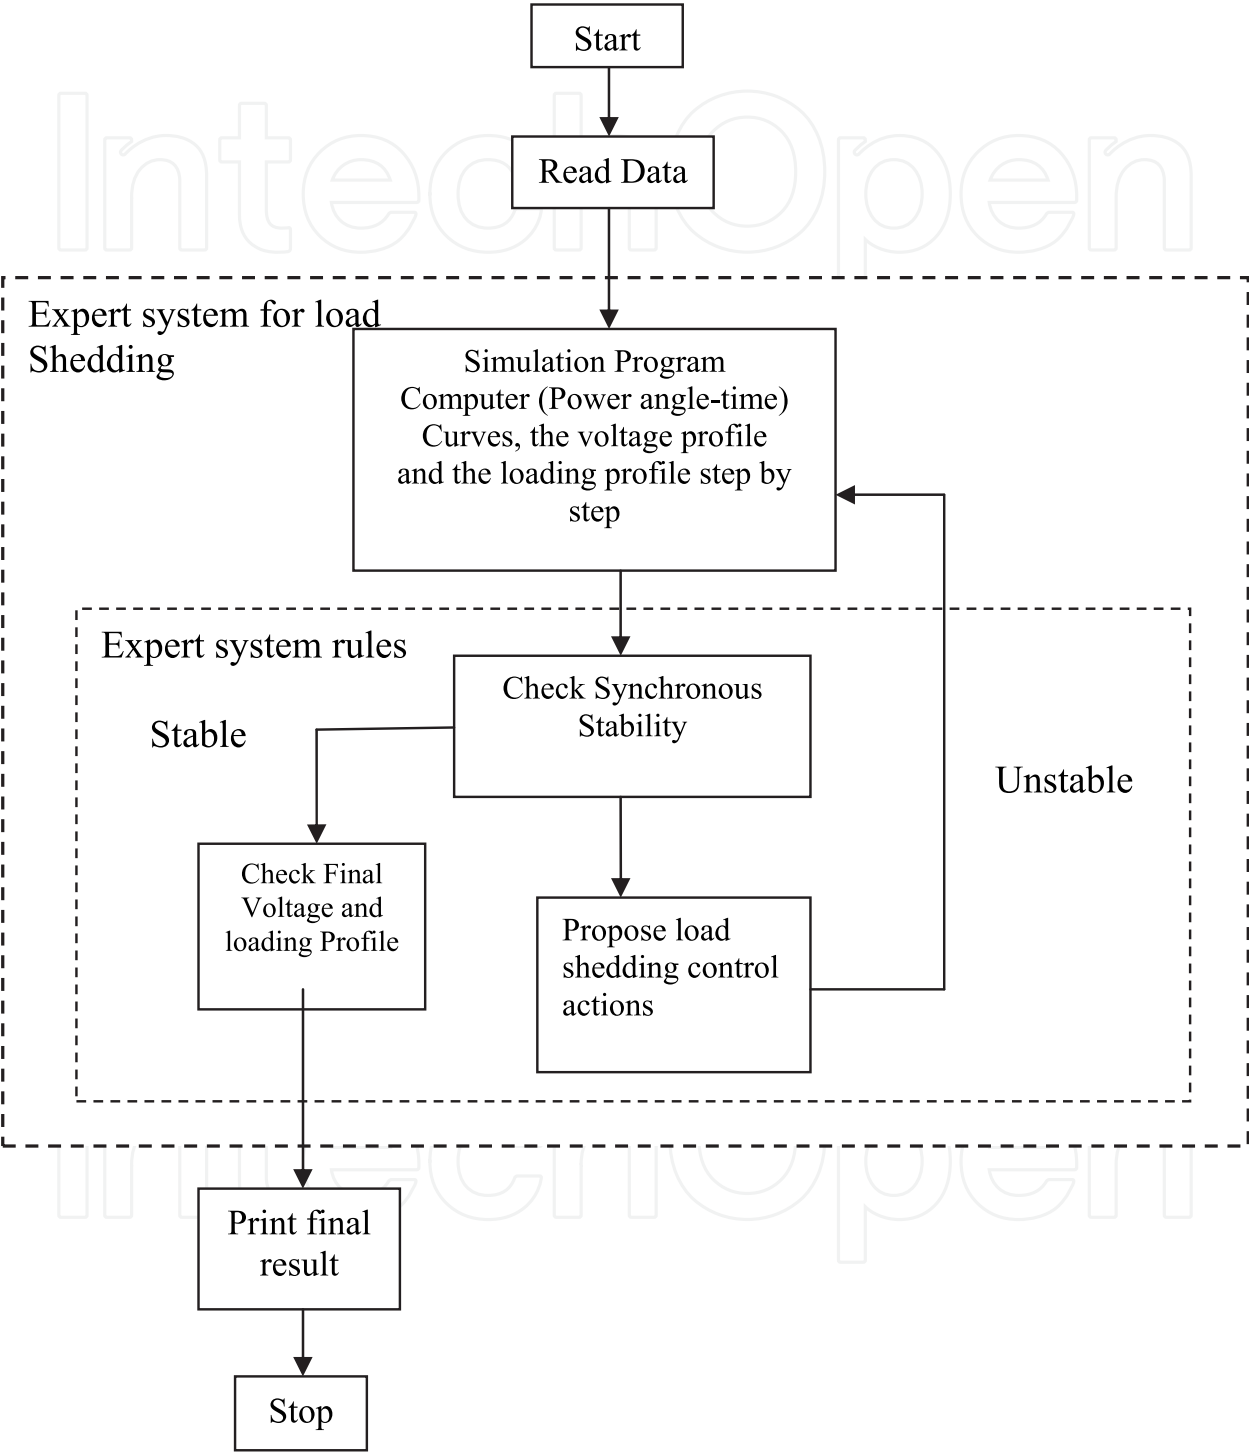 Start
Read Data
Expert system for load
Shedding
Simulation Program
Computer (Power angle-time)
Curves, the voltage profile
and the loading profile step by
step
Expert system rules
Check Synchronous
Stability
Stable
Unstable
Check Final
Voltage and
loading Profile
Propose load
shedding control
actions
Print final
result
Stop
IntechOpen
IntechOpen